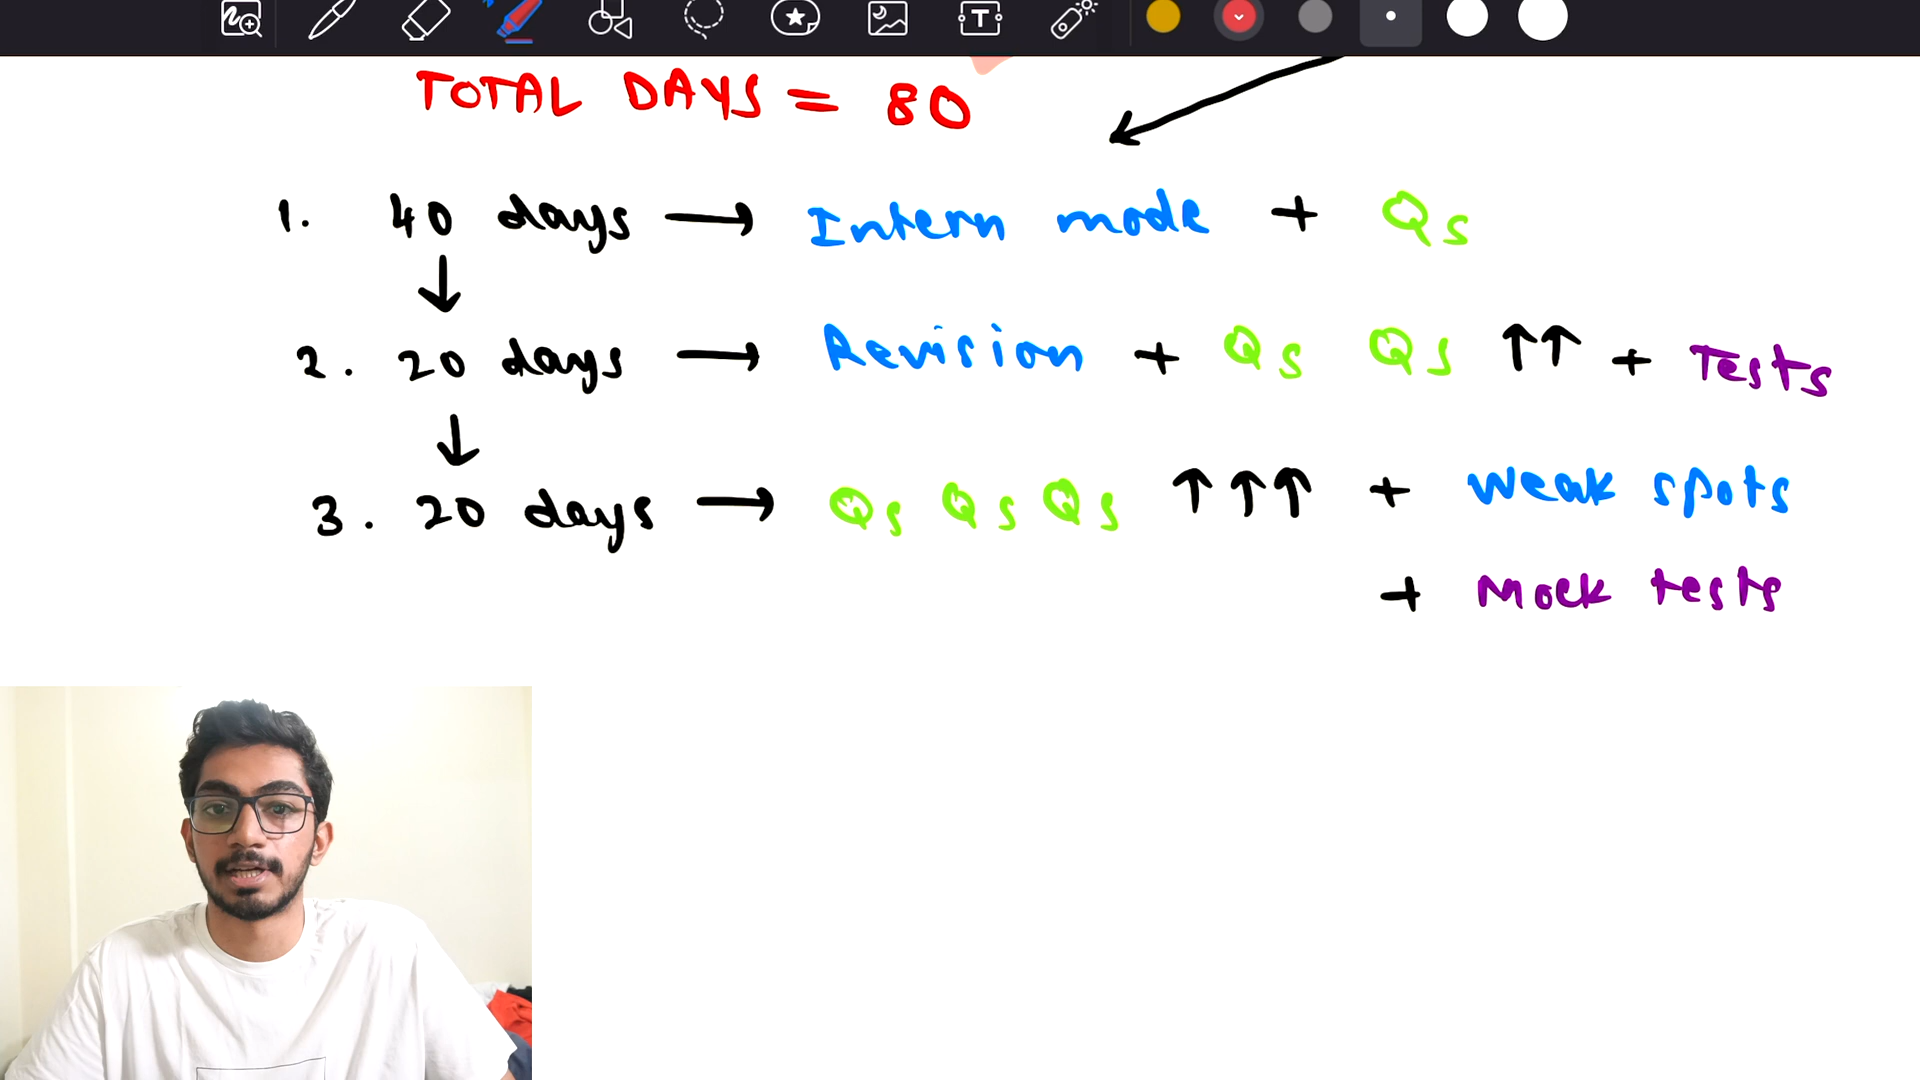 TOTAL DAYS = 80
1. 40 days → Intern mode + Qs
↓
2. 20 days → Revision + Qs Qs ↑↑ + Tests
↓
3. 20 days → Qs Qs Qs ↑↑↑ + Weak spots
+ Mock tests